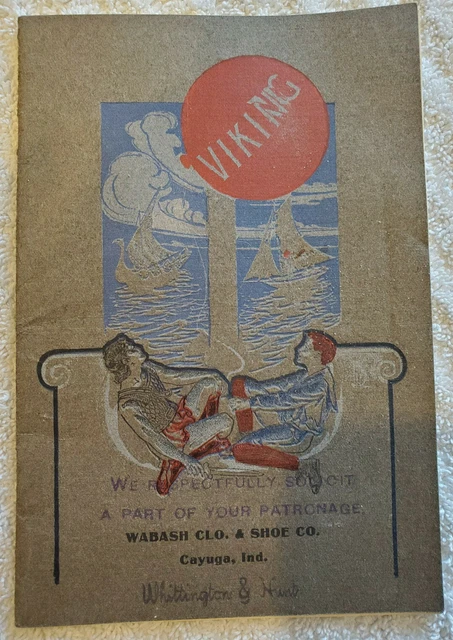 VIKING
WE RESPECTFULLY SOLICIT
A PART OF YOUR PATRONAGE
WABASH CLO. & SHOE CO.
Cayuga, Ind.
Whittington & Hunt